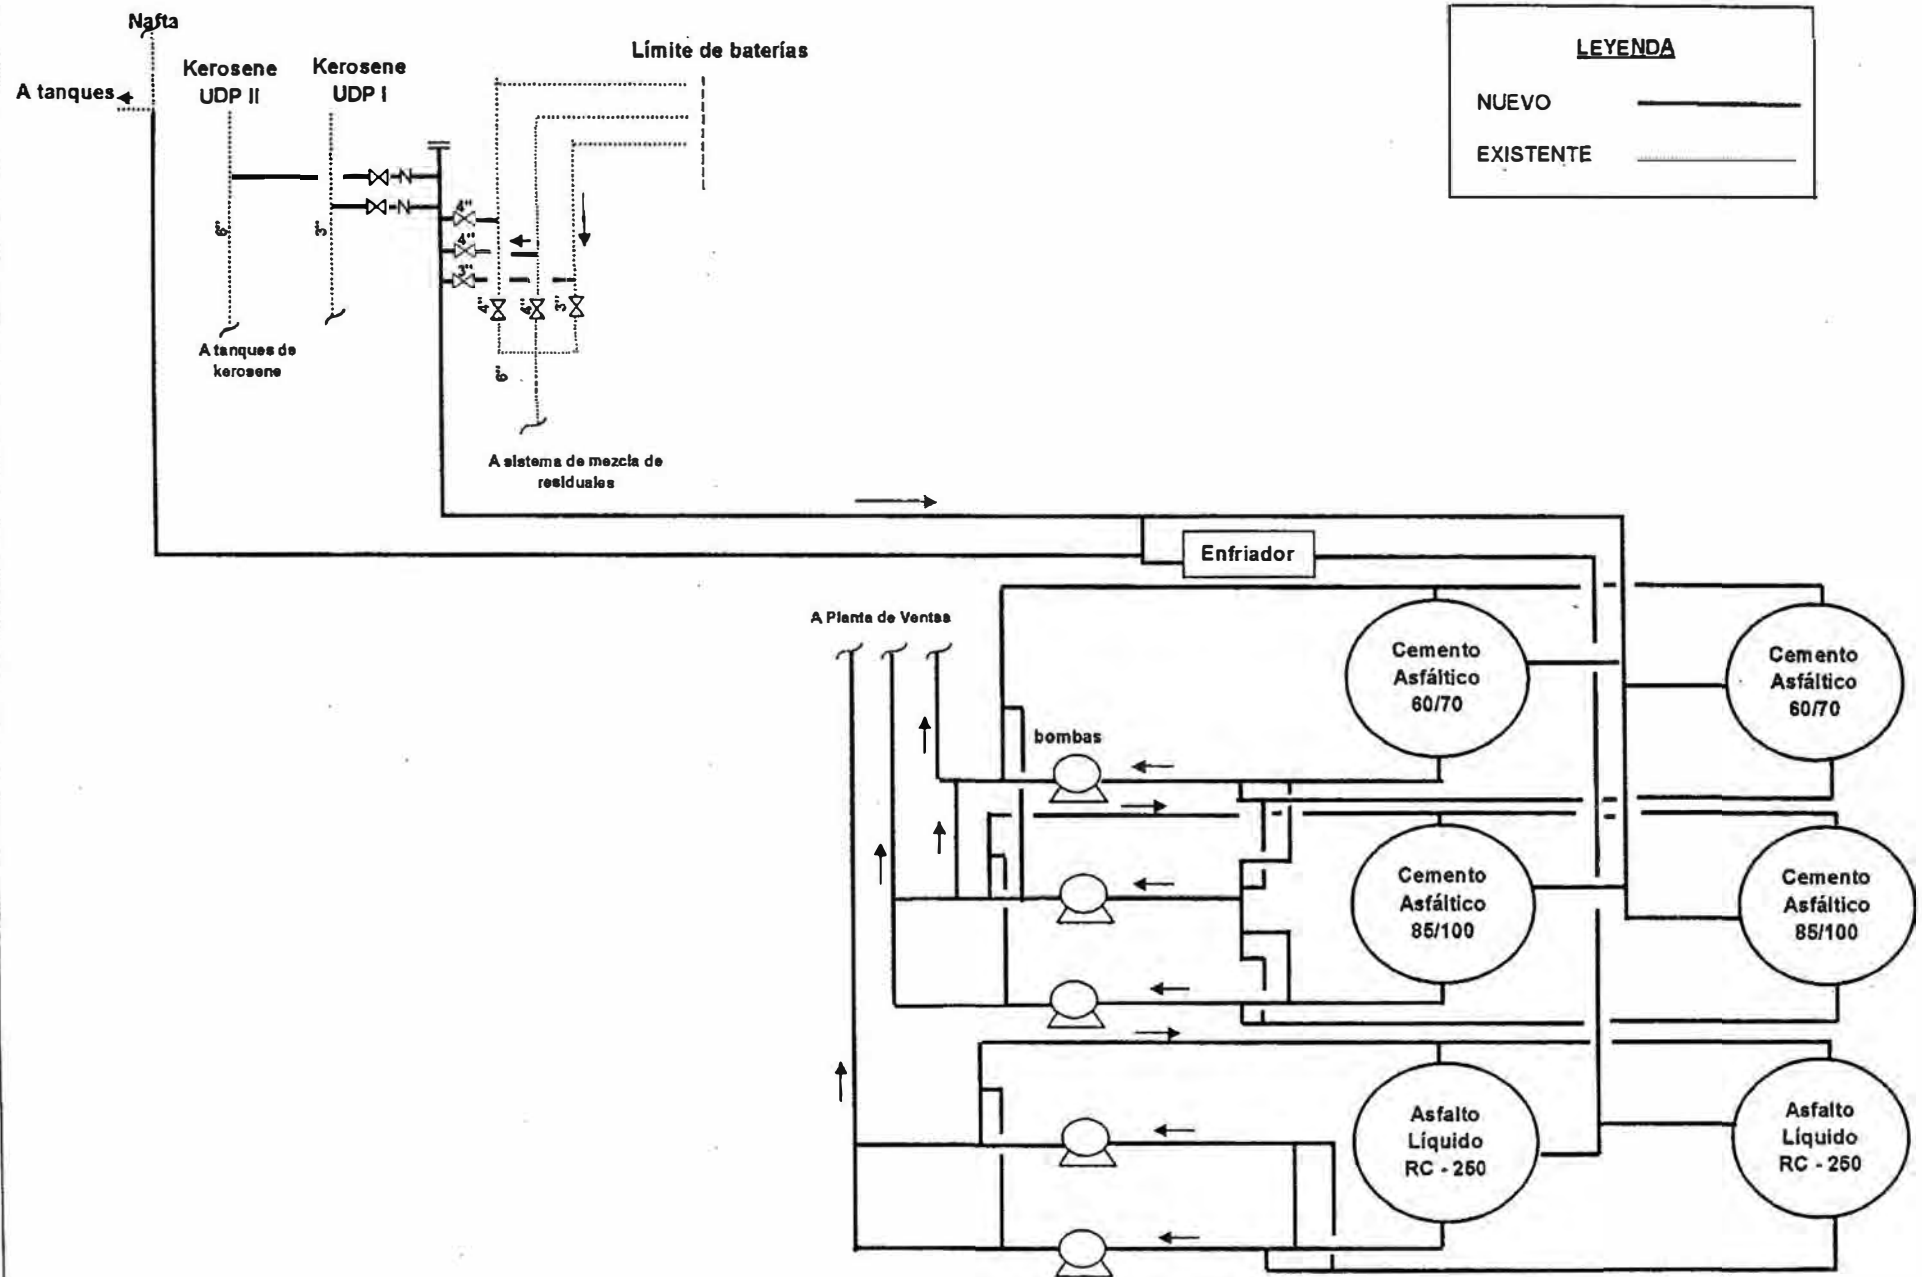 Nafta
A tanques
Kerosene
UDP II
Kerosene
UDP I
Límite de baterías
LEYENDA
NUEVO
EXISTENTE
4"
4"
3"
6"
3"
4"
4"
3"
6"
A tanques de
kerosene
A sistema de mezcla de
residuales
Enfriador
A Planta de Ventas
bombas
Cemento
Asfáltico
60/70
Cemento
Asfáltico
60/70
Cemento
Asfáltico
85/100
Cemento
Asfáltico
85/100
Asfalto
Líquido
RC - 250
Asfalto
Líquido
RC - 250